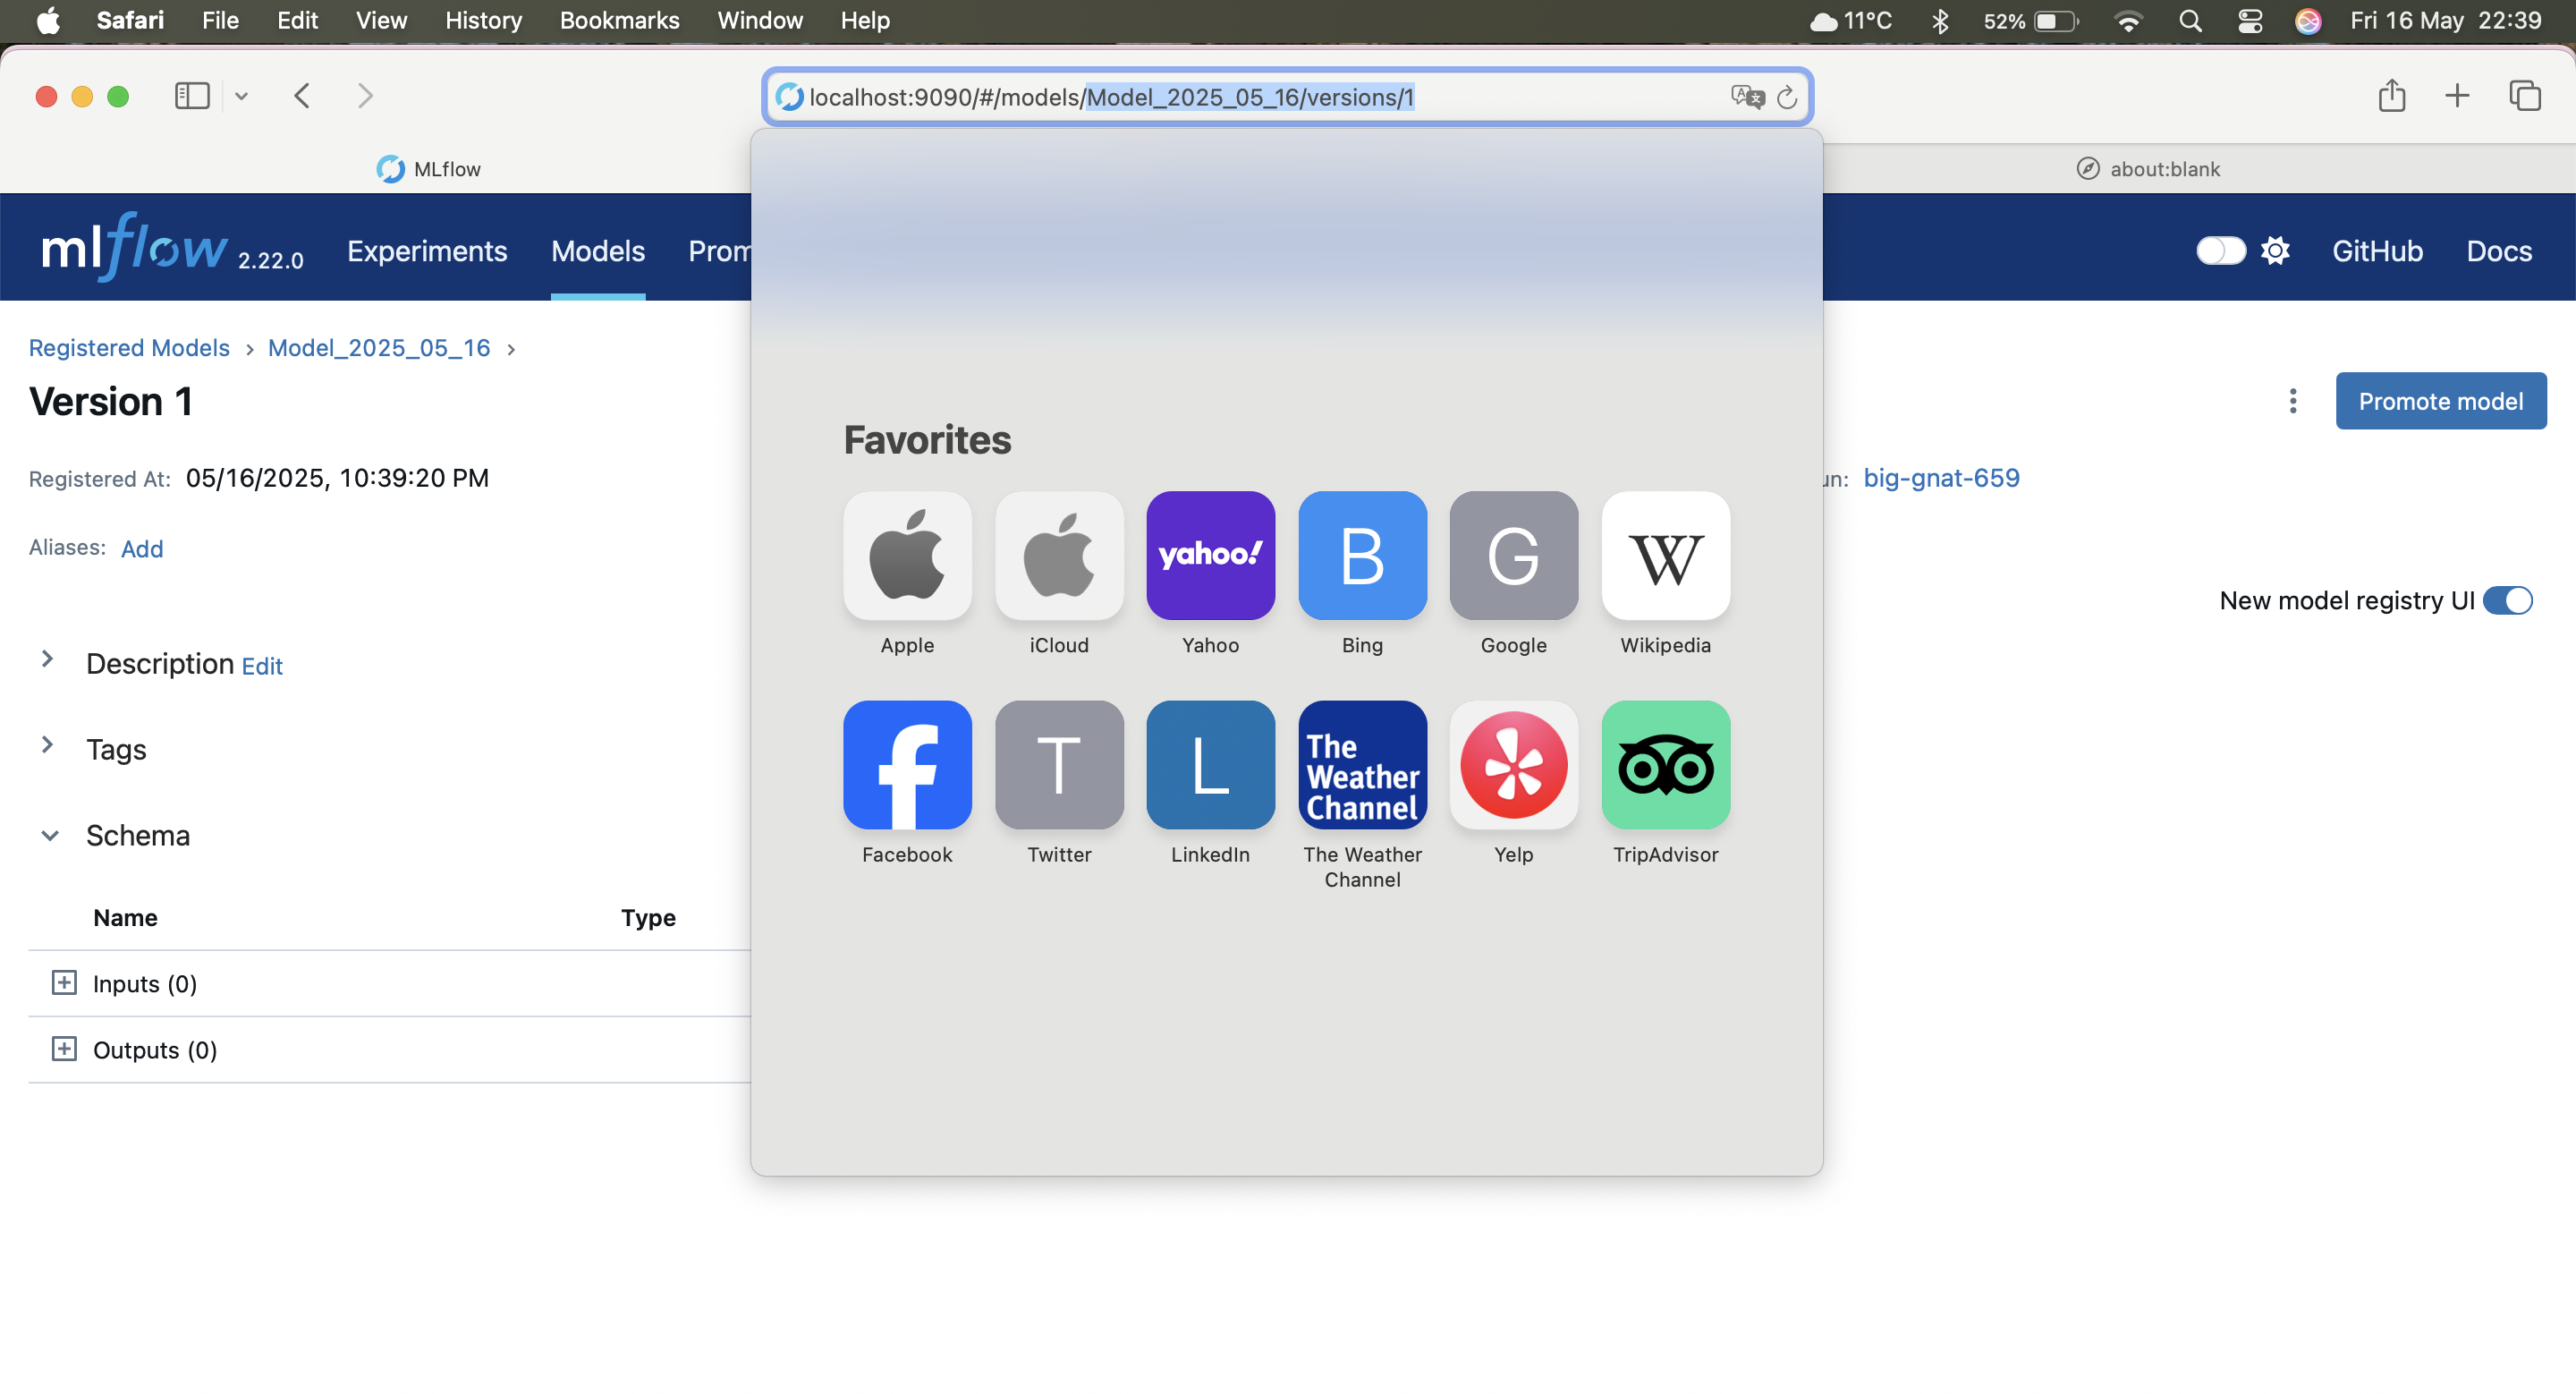 Safari File Edit View History Bookmarks Window Help 11°C 52% Fri 16 May 22:39
localhost:9090/#/models/Model_2025_05_16/versions/1
MLflow about:blank
mlflow 2.22.0 Experiments Models Prom GitHub Docs
Registered Models > Model_2025_05_16 >
Version 1
Promote model
Registered At: 05/16/2025, 10:39:20 PM
un: big-gnat-659
Aliases: Add
New model registry UI
Description Edit
Tags
Schema
Name Type
Inputs (0)
Outputs (0)
Favorites
yahoo! B G W
Apple iCloud Yahoo Bing Google Wikipedia
f T L The
Weather
Channel
Facebook Twitter LinkedIn The Weather Yelp TripAdvisor
Channel